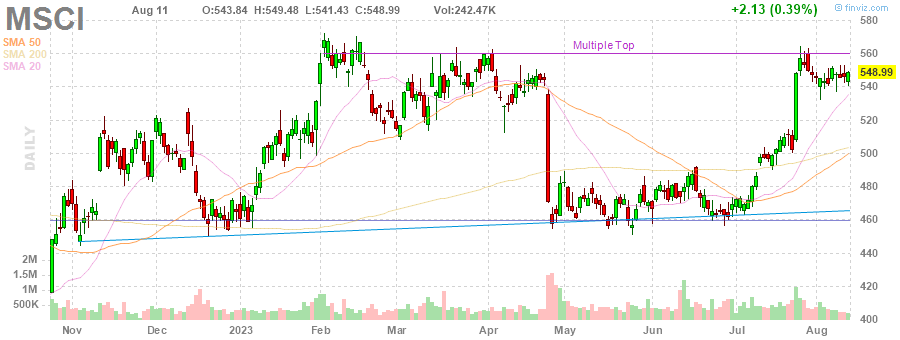 MSCI
Aug 11 O:543.84 H:549.48 L:541.43 C:548.99 Vol:242.47K +2.13 (0.39%) © finviz.com
SMA 50
SMA 200
SMA 20
Multiple Top
DAILY
580
560
548.99
540
520
500
480
460
440
420
400
2M
1.5M
1M
500K
Nov Dec 2023 Feb Mar Apr May Jun Jul Aug